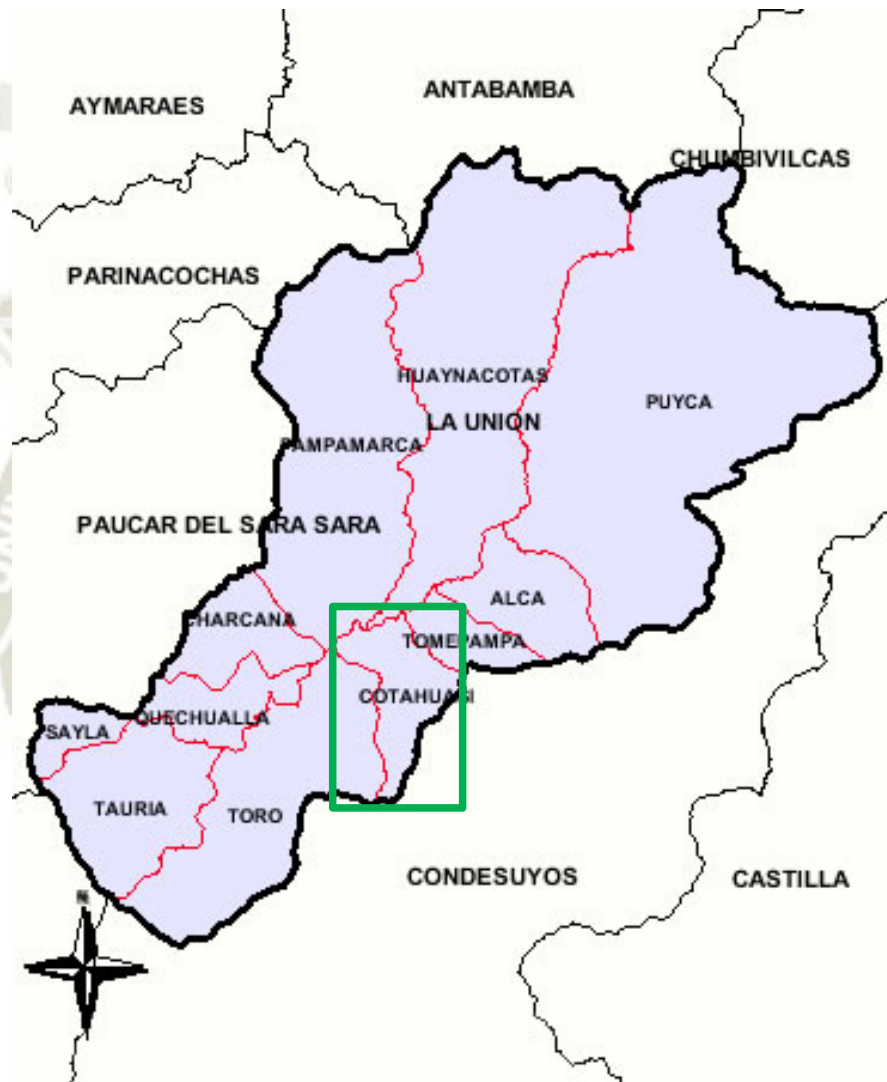 ANTABAMBA
AYMARAES
CHUMBIVILCAS
PARINACOCHAS
HUAYNACOTAS
PUYCA
LA UNION
PAMPAMARCA
PAUCAR DEL SARA SARA
ALCA
CHARCANA
TOMEPAMPA
COTAHUASI
QUECHUALLA
SAYLA
TAURIA
TORO
CONDESUYOS
CASTILLA
N